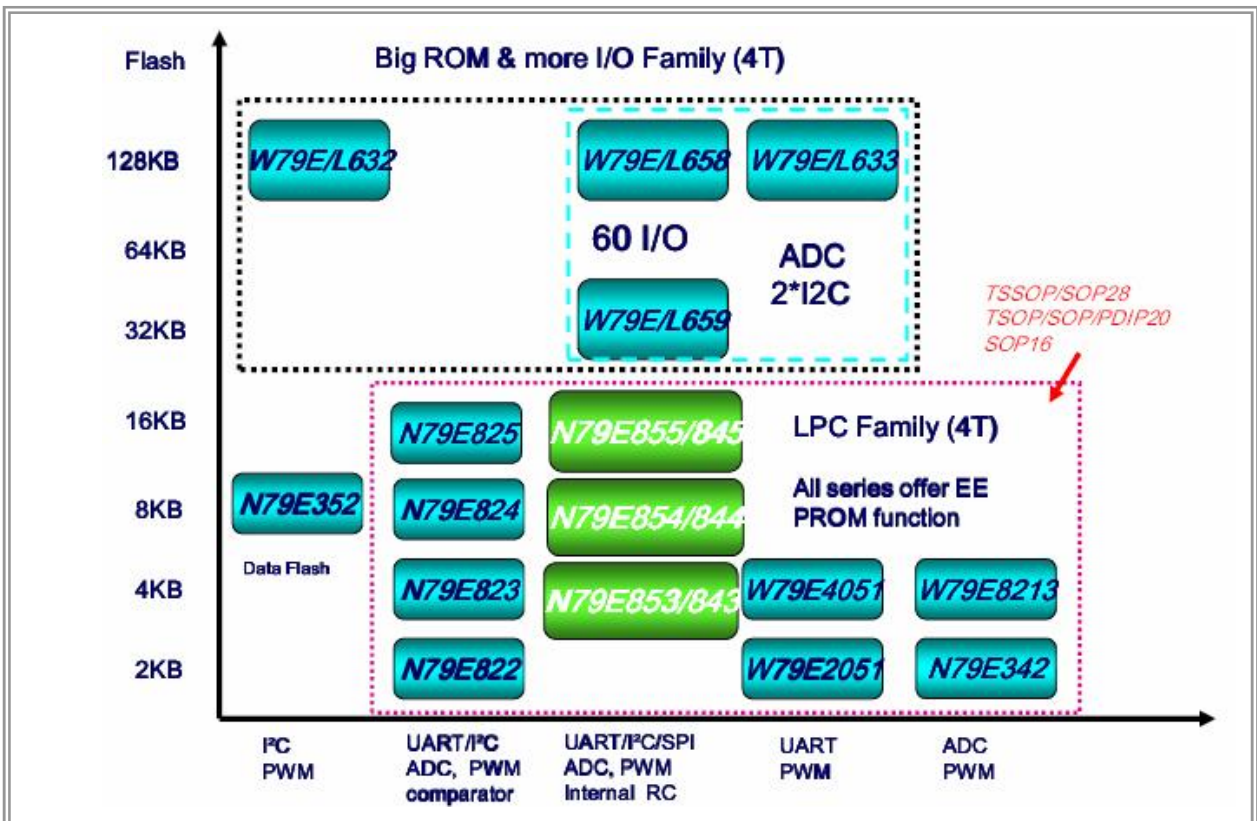 Flash
Big ROM & more I/O Family (4T)
128KB
W79E/L632
W79E/L658
W79E/L633
64KB
60 I/O
ADC
2*I2C
32KB
W79E/L659
TSSOP/SOP28
TSOP/SOP/PDIP20
SOP16
16KB
N79E825
N79E855/845
LPC Family (4T)
8KB
N79E352
N79E824
N79E854/844
All series offer EE
PROM function
Data Flash
4KB
N79E823
N79E853/843
W79E4051
W79E8213
2KB
N79E822
W79E2051
N79E342
I²C
PWM
UART/I²C
ADC, PWM
comparator
UART/I²C/SPI
ADC, PWM
Internal RC
UART
PWM
ADC
PWM